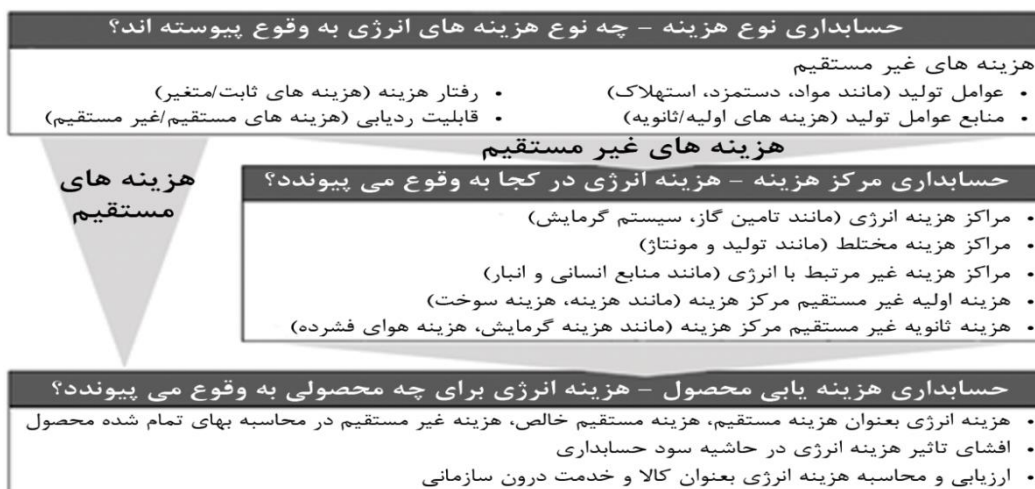 حسابداری نوع هزینه – چه نوع هزینه های انرژی به وقوع پیوسته اند؟
هزینه های غیر مستقیم
• عوامل تولید (مانند مواد، دستمزد، استهلاک)
• منابع عوامل تولید (هزینه های اولیه/ثانویه)
• رفتار هزینه (هزینه های ثابت/متغیر)
• قابلیت ردیابی (هزینه های مستقیم/غیر مستقیم)
هزینه های غیر مستقیم
هزینه های
مستقیم
حسابداری مرکز هزینه – هزینه انرژی در کجا به وقوع می پیوندد؟
• مراکز هزینه انرژی (مانند تامین گاز، سیستم گرمایش)
• مراکز هزینه مختلط (مانند تولید و مونتاژ)
• مراکز هزینه غیر مرتبط با انرژی (مانند منابع انسانی و انبار)
• هزینه اولیه غیر مستقیم مرکز هزینه (مانند هزینه، هزینه سوخت)
• هزینه ثانویه غیر مستقیم مرکز هزینه (مانند هزینه گرمایش، هزینه هوای فشرده)
حسابداری هزینه یابی محصول – هزینه انرژی برای چه محصولی به وقوع می پیوندد؟
• هزینه انرژی بعنوان هزینه مستقیم، هزینه مستقیم خالص، هزینه غیر مستقیم در محاسبه بهای تمام شده محصول
• افشای تاثیر هزینه انرژی در حاشیه سود حسابداری
• ارزیابی و محاسبه هزینه انرژی بعنوان کالا و خدمت درون سازمانی